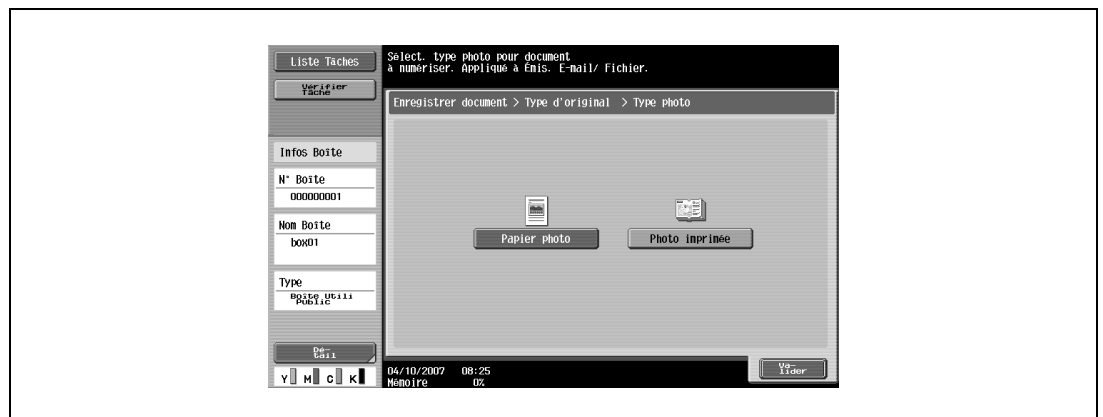 Liste Tâches
Vérifier
Tâche
Sélect. type photo pour document
à numériser. Appliqué à Émis. E-mail/ Fichier.
Enregistrer document > Type d'original > Type photo
Infos Boîte
N° Boîte
000000001
Nom Boîte
box01
Type
Boîte Utili
Public
Papier photo
Photo imprimée
Dé-
tail
Y M C K
04/10/2007 08:25
Mémoire 0%
Va-
lider